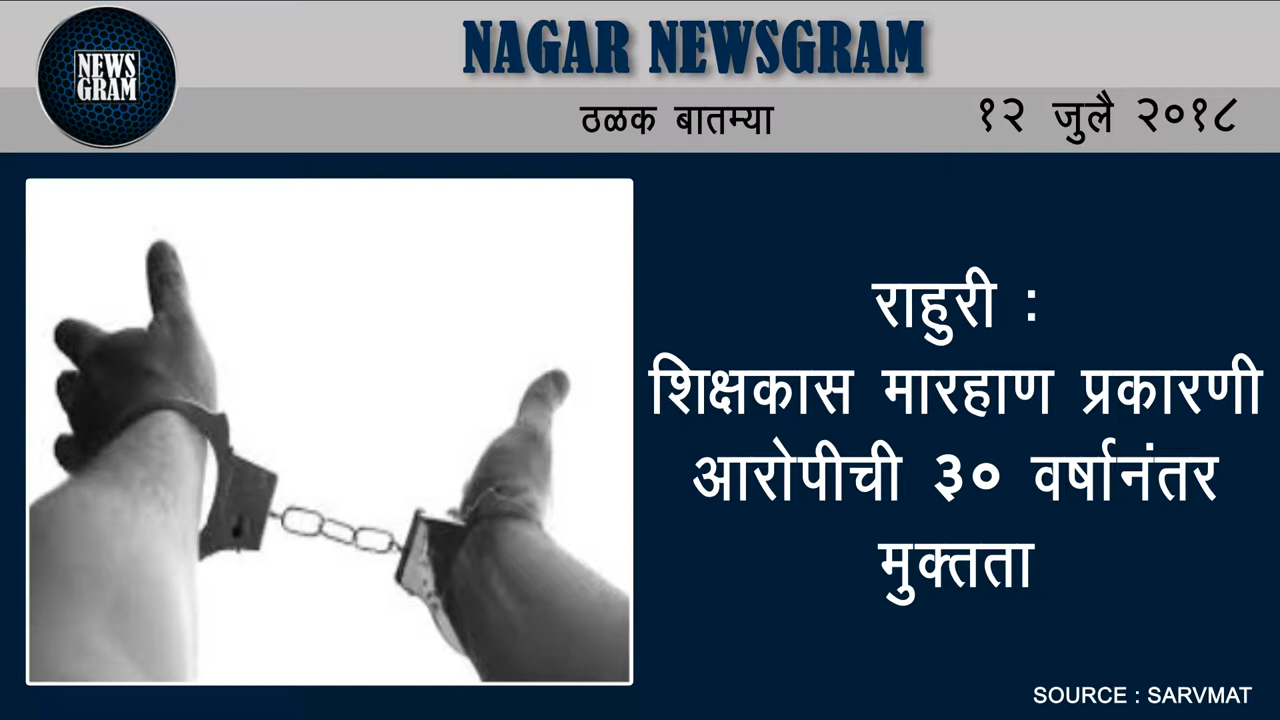 NEWS
GRAM
NAGAR NEWSGRAM
ठळक बातम्या
१२ जुलै २०१८
राहुरी :
शिक्षकास मारहाण प्रकारणी
आरोपीची ३० वर्षानंतर
मुक्तता
SOURCE : SARVMAT